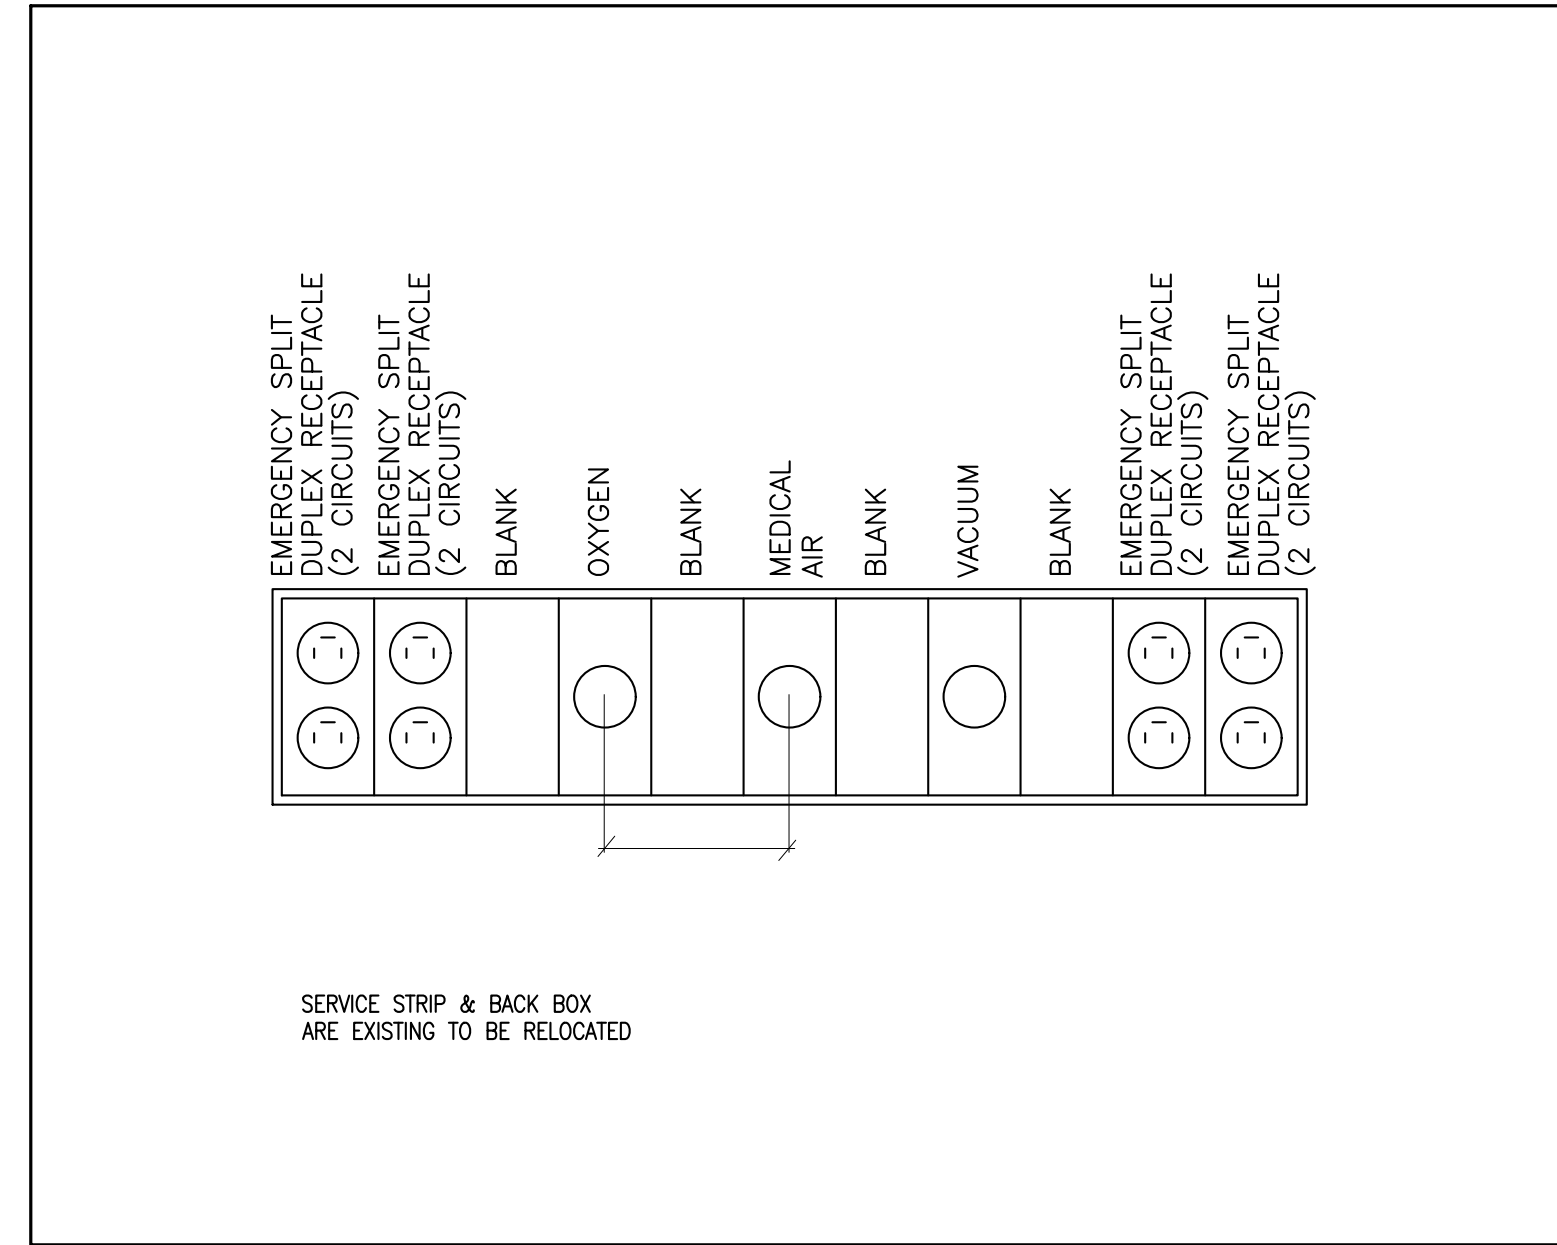 EMERGENCY SPLIT
DUPLEX RECEPTACLE
(2 CIRCUITS)
EMERGENCY SPLIT
DUPLEX RECEPTACLE
(2 CIRCUITS)
BLANK
OXYGEN
BLANK
MEDICAL
AIR
BLANK
VACUUM
BLANK
EMERGENCY SPLIT
DUPLEX RECEPTACLE
(2 CIRCUITS)
EMERGENCY SPLIT
DUPLEX RECEPTACLE
(2 CIRCUITS)
SERVICE STRIP & BACK BOX
ARE EXISTING TO BE RELOCATED